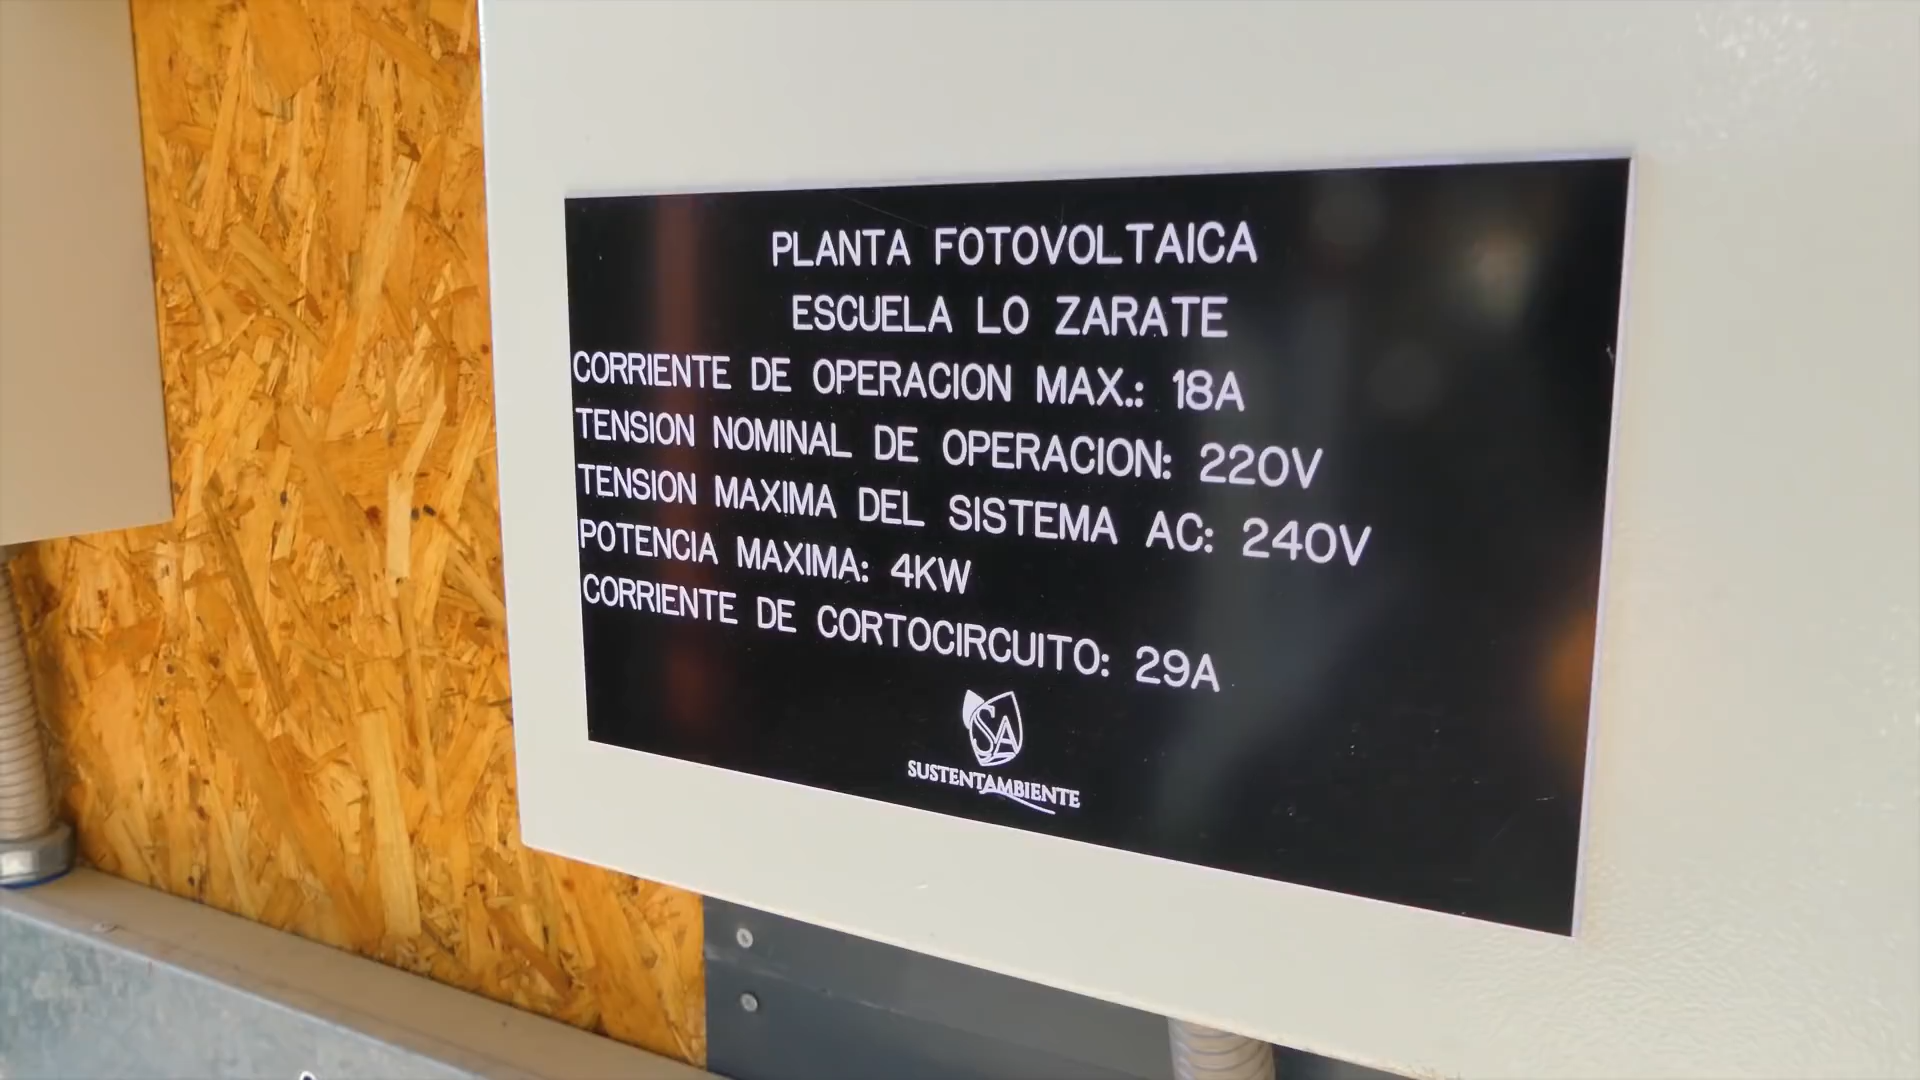 PLANTA FOTOVOLTAICA
ESCUELA LO ZARATE
CORRIENTE DE OPERACION MAX.: 18A
TENSION NOMINAL DE OPERACION: 220V
TENSION MAXIMA DEL SISTEMA AC: 240V
POTENCIA MAXIMA: 4KW
CORRIENTE DE CORTOCIRCUITO: 29A
SA
SUSTENTAMBIENTE